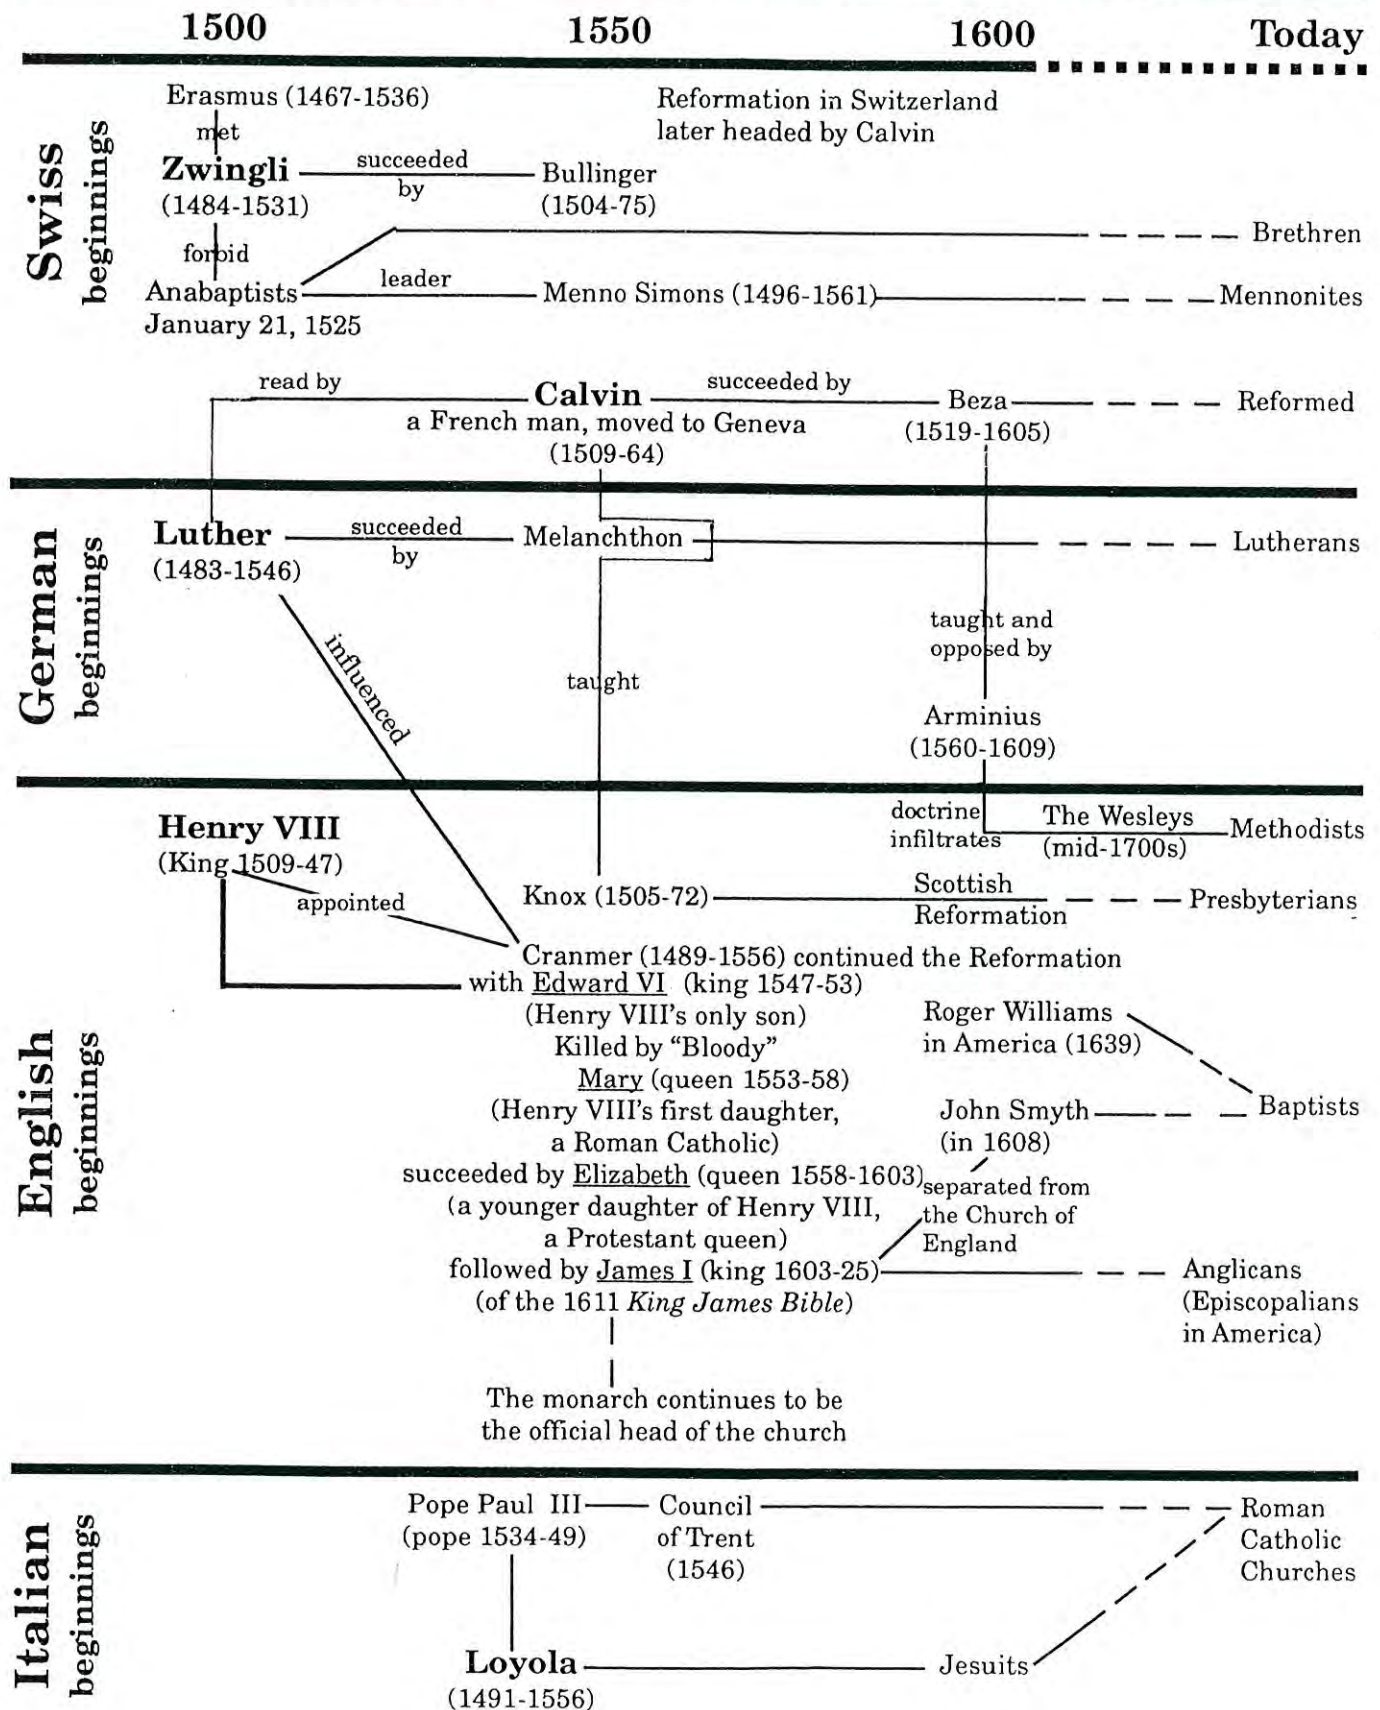 1500 1550 1600 Today
Swiss
beginnings
Erasmus (1467-1536)
met
Zwingli
(1484-1531)
succeeded
by
Bullinger
(1504-75)
Reformation in Switzerland
later headed by Calvin
forbid
Anabaptists
January 21, 1525
leader
Menno Simons (1496-1561)
Brethren
Mennonites
read by
Calvin
a French man, moved to Geneva
(1509-64)
succeeded by
Beza
(1519-1605)
Reformed
German
beginnings
Luther
(1483-1546)
succeeded
by
Melanchthon
Lutherans
influenced
taught
taught and
opposed by
Arminius
(1560-1609)
English
beginnings
Henry VIII
(King 1509-47)
appointed
doctrine
infiltrates
The Wesleys
(mid-1700s)
Methodists
Knox (1505-72)
Scottish
Reformation
Presbyterians
Cranmer (1489-1556) continued the Reformation
with Edward VI (king 1547-53)
(Henry VIII's only son)
Killed by "Bloody"
Mary (queen 1553-58)
(Henry VIII's first daughter,
a Roman Catholic)
succeeded by Elizabeth (queen 1558-1603)
(a younger daughter of Henry VIII,
a Protestant queen)
followed by James I (king 1603-25)
(of the 1611 King James Bible)
The monarch continues to be
the official head of the church
Roger Williams
in America (1639)
John Smyth
(in 1608)
Baptists
separated from
the Church of
England
Anglicans
(Episcopalians
in America)
Italian
beginnings
Pope Paul III
(pope 1534-49)
Council
of Trent
(1546)
Roman
Catholic
Churches
Loyola
(1491-1556)
Jesuits